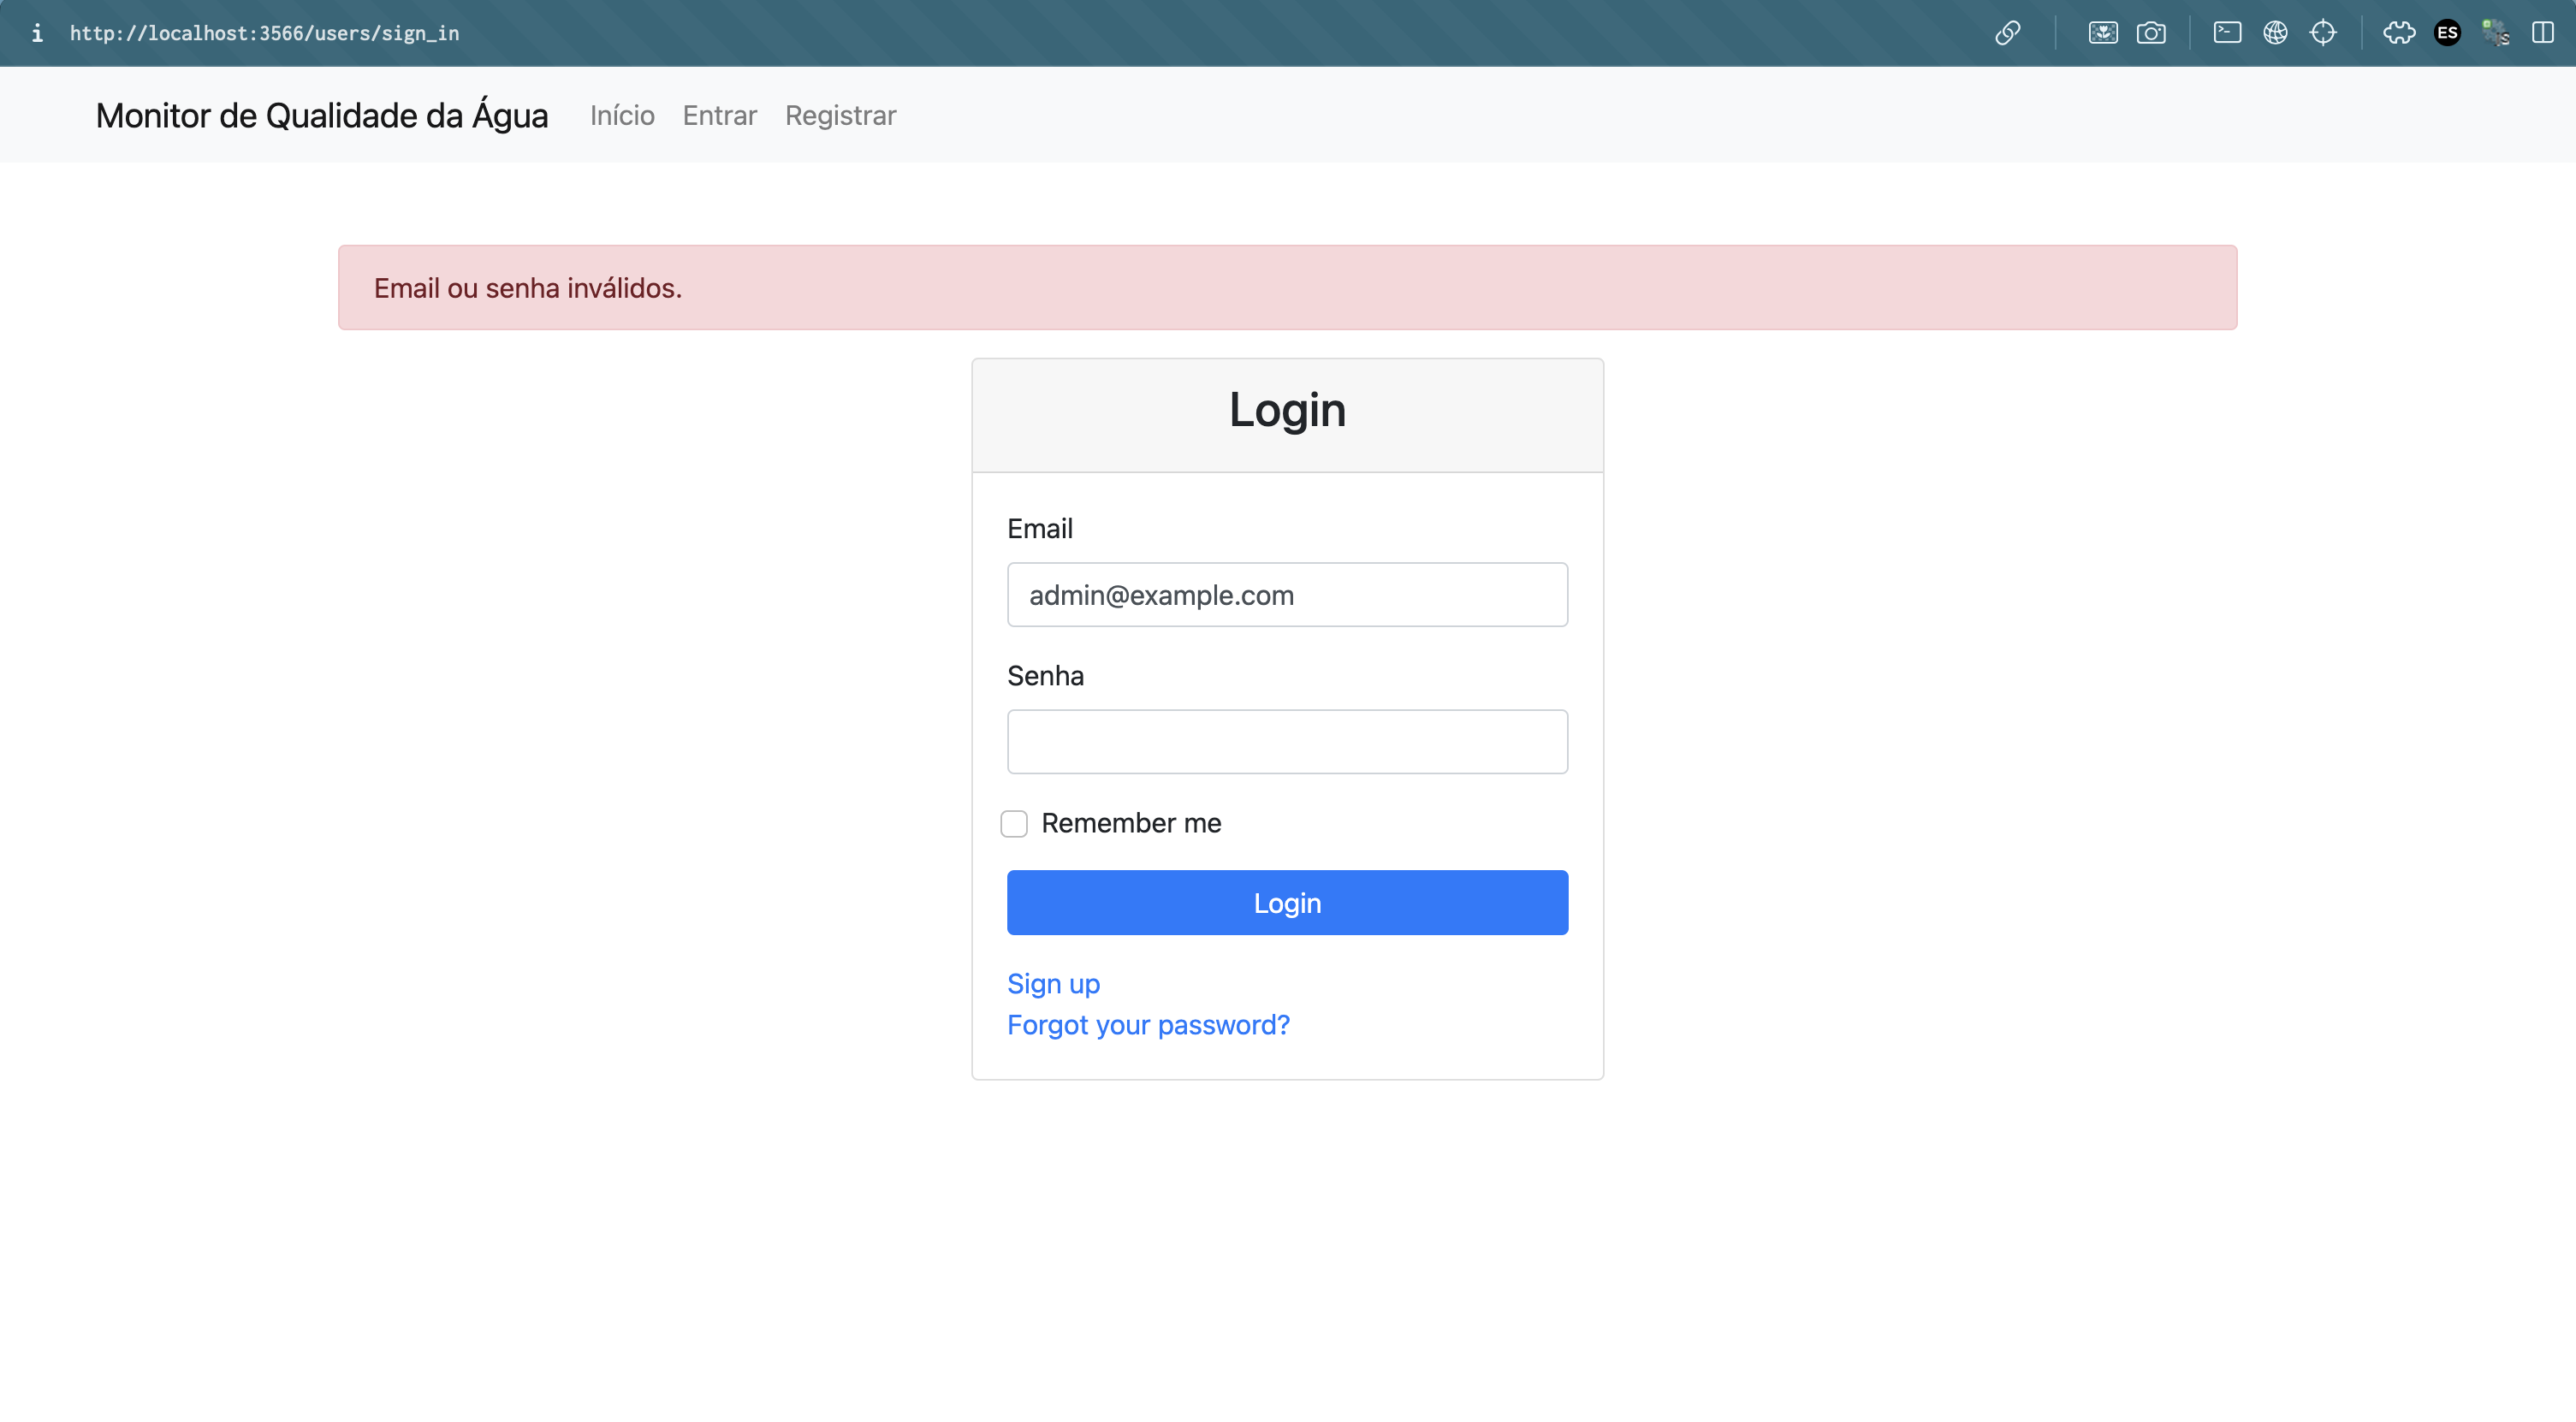 http://localhost:3566/users/sign_in
ES
S
Monitor de Qualidade da Água Início Entrar Registrar
Email ou senha inválidos.
Login
Email
admin@example.com
Senha
Remember me
Login
Sign up
Forgot your password?